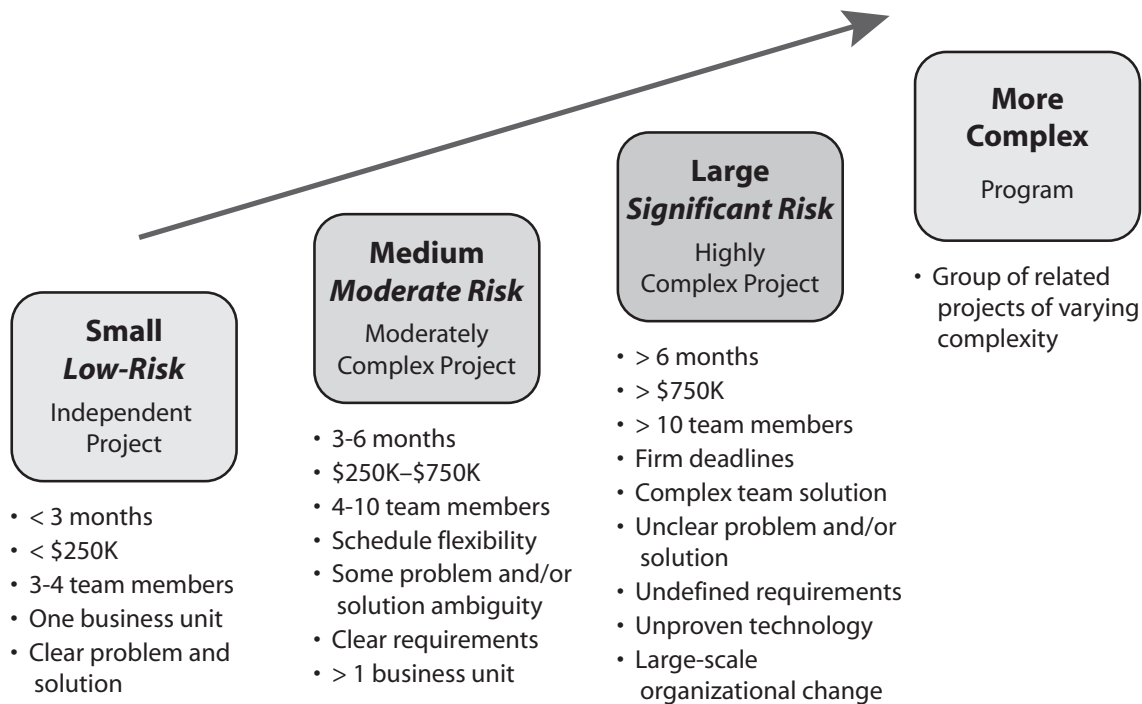 Small
Low-Risk
Independent
Project
• < 3 months
• < $250K
• 3-4 team members
• One business unit
• Clear problem and
solution
Medium
Moderate Risk
Moderately
Complex Project
• 3-6 months
• $250K–$750K
• 4-10 team members
• Schedule flexibility
• Some problem and/or
solution ambiguity
• Clear requirements
• > 1 business unit
Large
Significant Risk
Highly
Complex Project
• > 6 months
• > $750K
• > 10 team members
• Firm deadlines
• Complex team solution
• Unclear problem and/or
solution
• Undefined requirements
• Unproven technology
• Large-scale
organizational change
More
Complex
Program
• Group of related
projects of varying
complexity